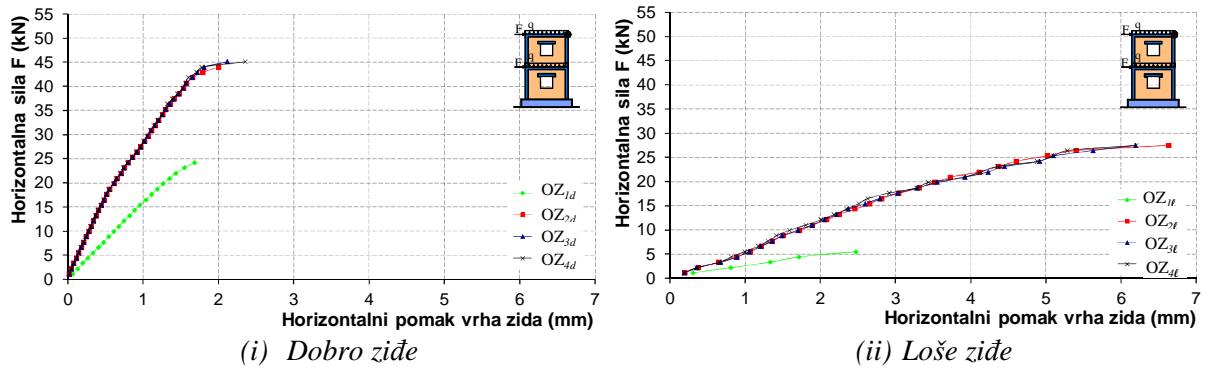 Horizontalna sila F (kN)
55
50
45
40
35
30
25
20
15
10
5
0
0 1 2 3 4 5 6 7
Horizontalni pomak vrha zida (mm)
F q
F q
OZ1d
OZ2d
OZ3d
OZ4d
(i) Dobro ziđe
Horizontalna sila F (kN)
55
50
45
40
35
30
25
20
15
10
5
0
0 1 2 3 4 5 6 7
Horizontalni pomak vrha zida (mm)
F q
F q
OZ1ℓ
OZ2ℓ
OZ3ℓ
OZ4ℓ
(ii) Loše ziđe